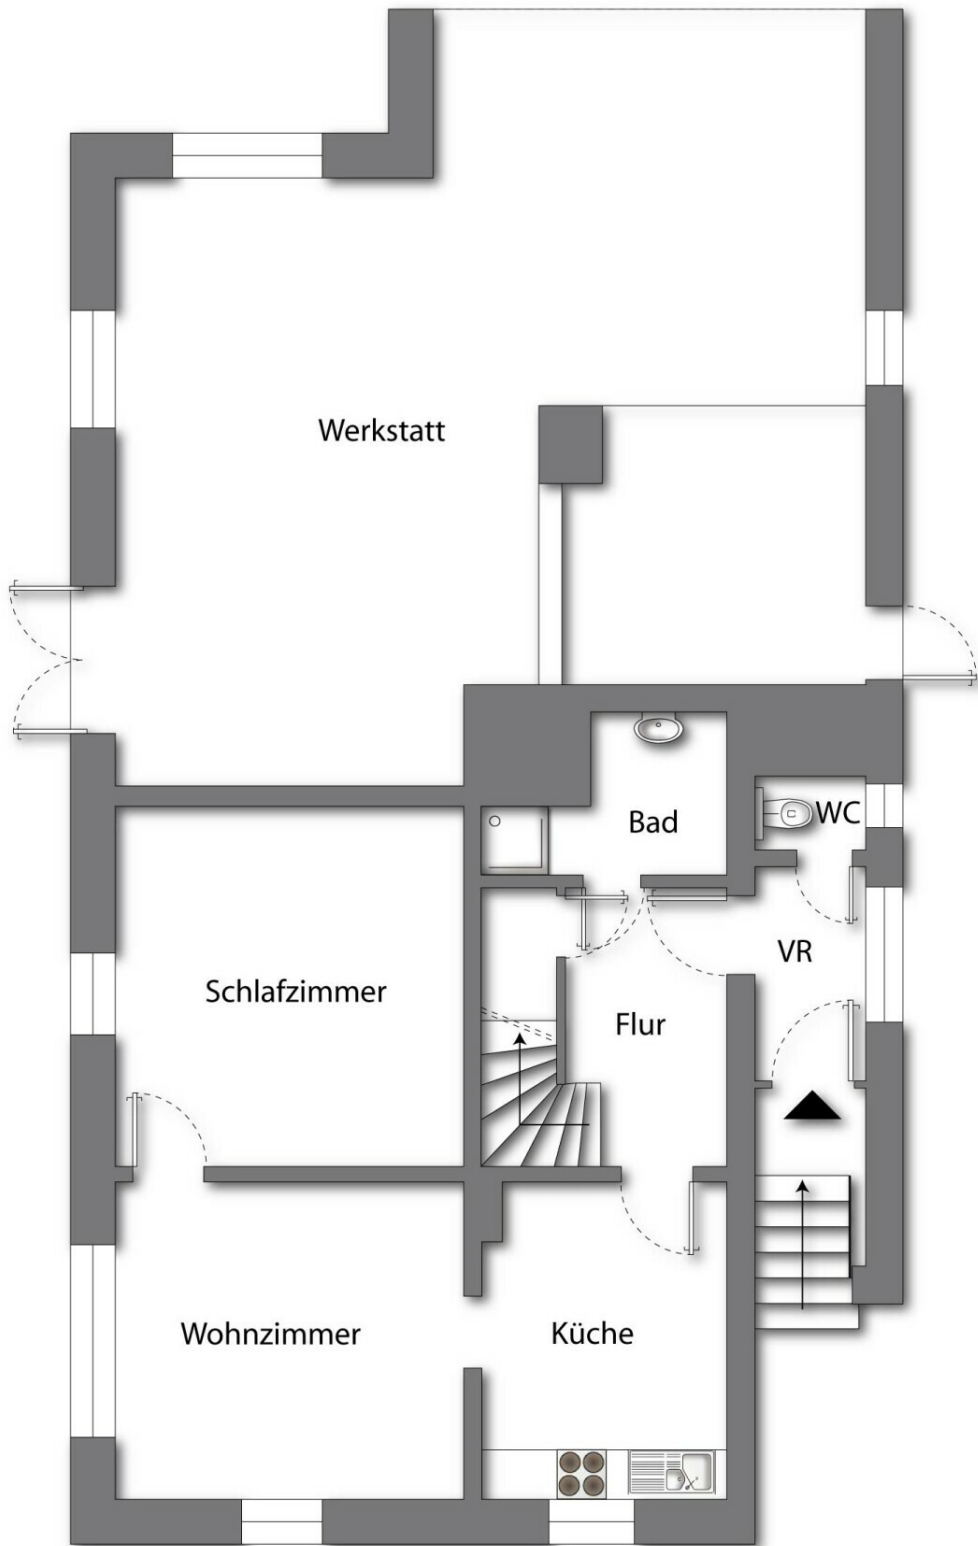 Werkstatt
Bad
WC
VR
Schlafzimmer
Flur
Wohnzimmer
Küche